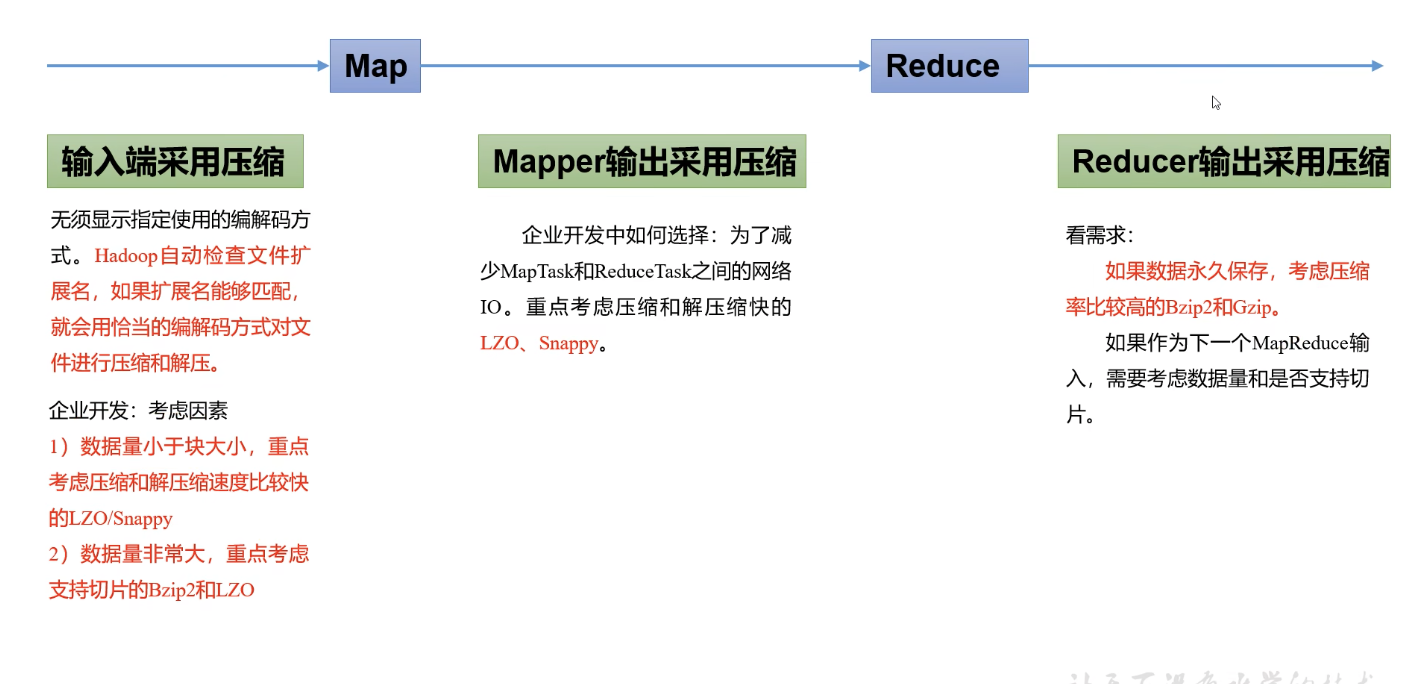 Map
Reduce
输入端采用压缩
无须显示指定使用的编解码方
式。Hadoop自动检查文件扩
展名，如果扩展名能够匹配，
就会用恰当的编解码方式对文
件进行压缩和解压。
企业开发：考虑因素
1）数据量小于块大小，重点
考虑压缩和解压缩速度比较快
的LZO/Snappy
2）数据量非常大，重点考虑
支持切片的Bzip2和LZO
Mapper输出采用压缩
企业开发中如何选择：为了减
少MapTask和ReduceTask之间的网络
IO。重点考虑压缩和解压缩快的
LZO、Snappy。
Reducer输出采用压缩
看需求：
如果数据永久保存，考虑压缩
率比较高的Bzip2和Gzip。
如果作为下一个MapReduce输
入，需要考虑数据量和是否支持切
片。